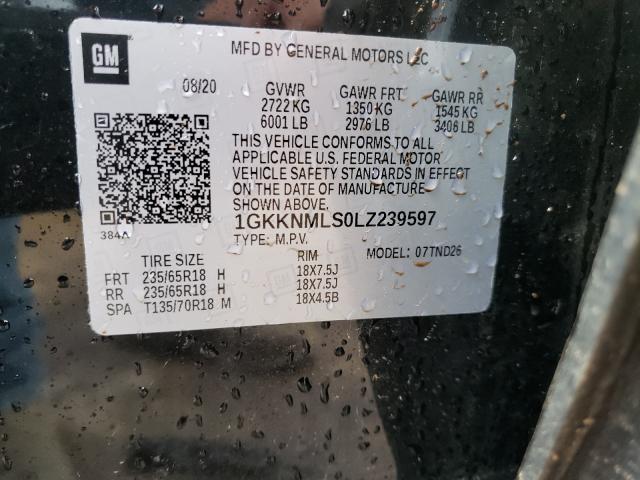 GM
MFD BY GENERAL MOTORS LLC
08/20 GVWR GAWR FRT GAWR RR
2722 KG 1350 KG 1545 KG
6001 LB 2976 LB 3406 LB
THIS VEHICLE CONFORMS TO ALL
APPLICABLE U.S. FEDERAL MOTOR
VEHICLE SAFETY STANDARDS IN EFFECT
ON THE DATE OF MANUFACTURE
SHOWN ABOVE.
384A 1GKKNMLS0LZ239597
TYPE: M.P.V. MODEL: 07TND26
TIRE SIZE RIM
FRT 235/65R18 H 18X7.5J
RR 235/65R18 H 18X7.5J
SPA T135/70R18 M 18X4.5B